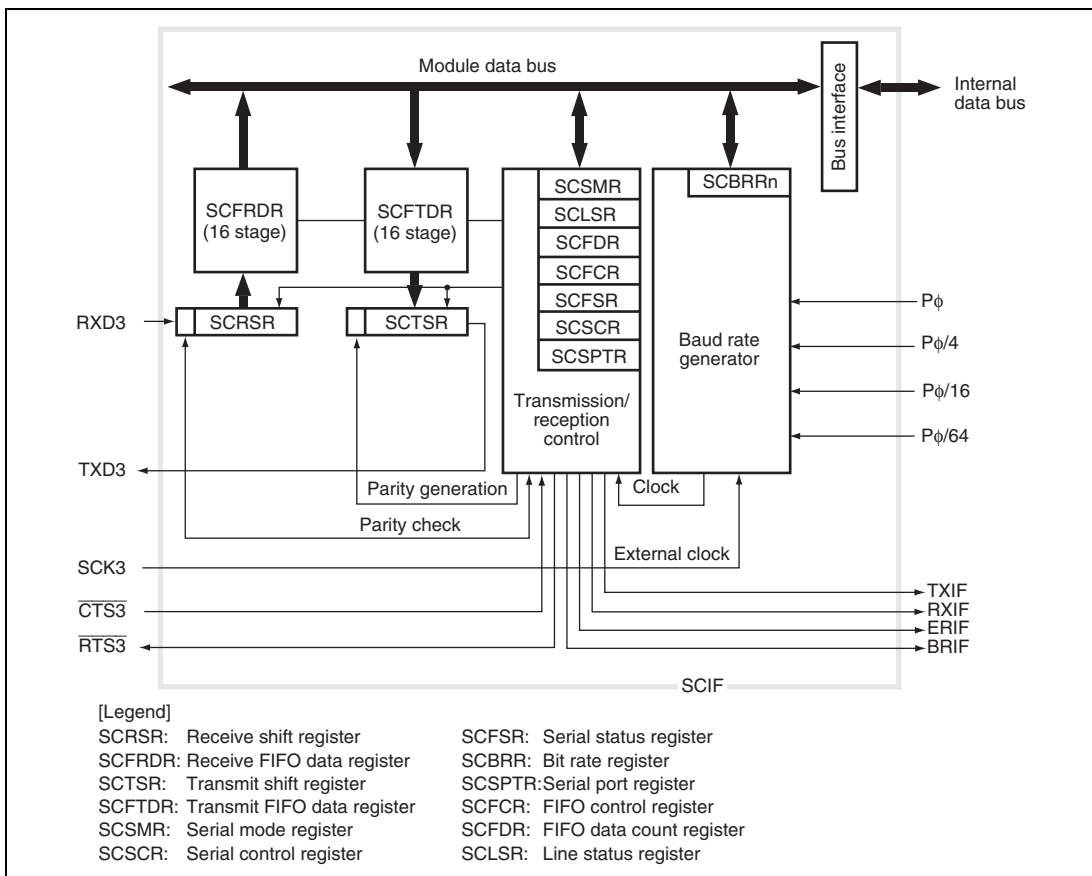 Module data bus
Bus interface
Internal
data bus
SCFRDR
(16 stage)
SCFTDR
(16 stage)
SCSMR
SCLSR
SCFDR
SCFCR
SCFSR
SCSCR
SCSPTR
Transmission/
reception
control
SCBRRn
Baud rate
generator
Pφ
Pφ/4
Pφ/16
Pφ/64
RXD3
SCRSR
SCTSR
TXD3
Parity generation
Clock
Parity check
External clock
SCK3
CTS3
RTS3
TXIF
RXIF
ERIF
BRIF
SCIF
[Legend]
SCRSR: Receive shift register
SCFRDR: Receive FIFO data register
SCTSR: Transmit shift register
SCFTDR: Transmit FIFO data register
SCSMR: Serial mode register
SCSCR: Serial control register
SCFSR: Serial status register
SCBRR: Bit rate register
SCSPTR:Serial port register
SCFCR: FIFO control register
SCFDR: FIFO data count register
SCLSR: Line status register